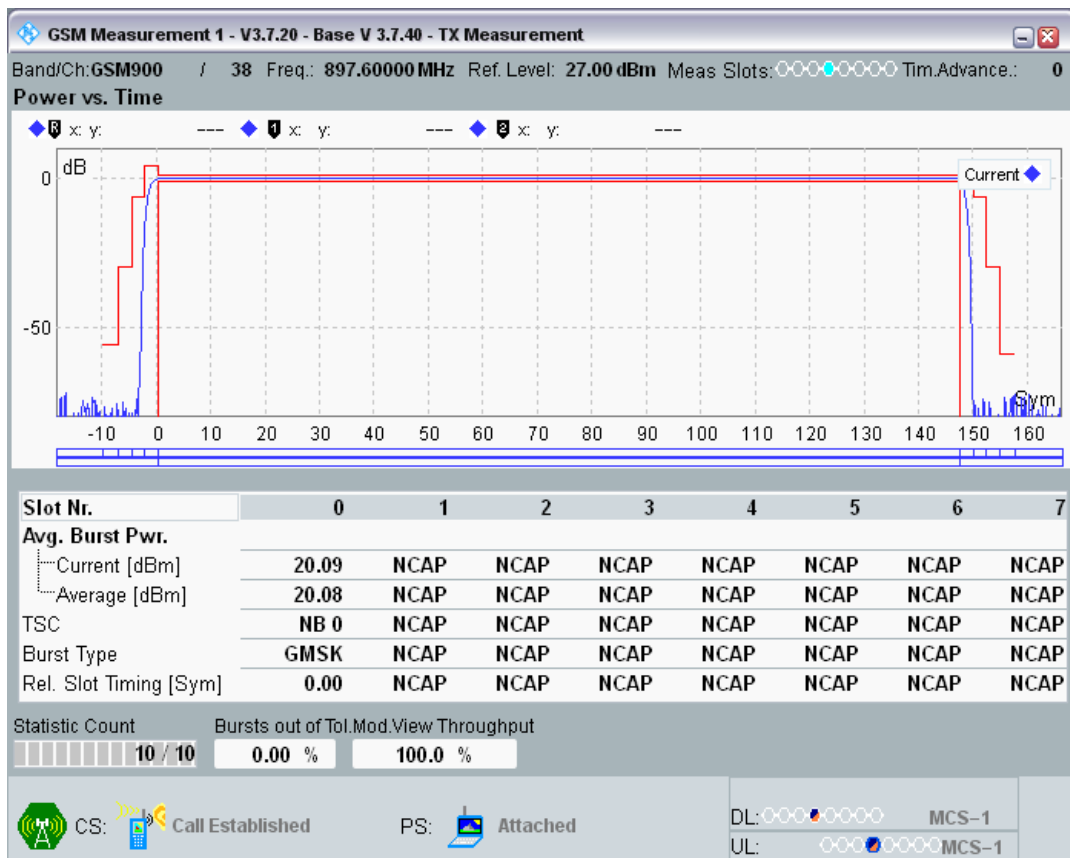 GSM Measurement 1 - V3.7.20 - Base V 3.7.40 - TX Measurement
Band/Ch:GSM900 / 38 Freq.: 897.60000 MHz Ref. Level: 27.00 dBm Meas Slots: Tim.Advance.: 0
Power vs. Time
R x: y: --- 1 x: y: --- 2 x: y: ---
dB
Current
0
-50
Sym
-10 0 10 20 30 40 50 60 70 80 90 100 110 120 130 140 150 160
Slot Nr. 0 1 2 3 4 5 6 7
Avg. Burst Pwr.
Current [dBm] 20.09 NCAP NCAP NCAP NCAP NCAP NCAP NCAP
Average [dBm] 20.08 NCAP NCAP NCAP NCAP NCAP NCAP NCAP
TSC NB 0 NCAP NCAP NCAP NCAP NCAP NCAP NCAP
Burst Type GMSK NCAP NCAP NCAP NCAP NCAP NCAP NCAP
Rel. Slot Timing [Sym] 0.00 NCAP NCAP NCAP NCAP NCAP NCAP NCAP
Statistic Count Bursts out of Tol.Mod.View Throughput
10 / 10 0.00 % 100.0 %
CS: Call Established PS: Attached
DL: MCS-1
UL: MCS-1